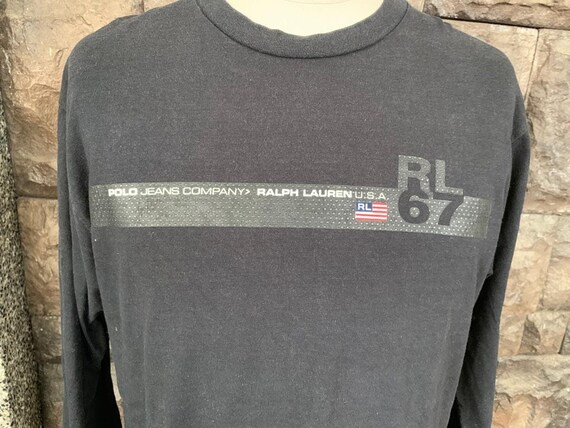 RL
POLO JEANS COMPANY> RALPH LAUREN U.S.A.
RL
67